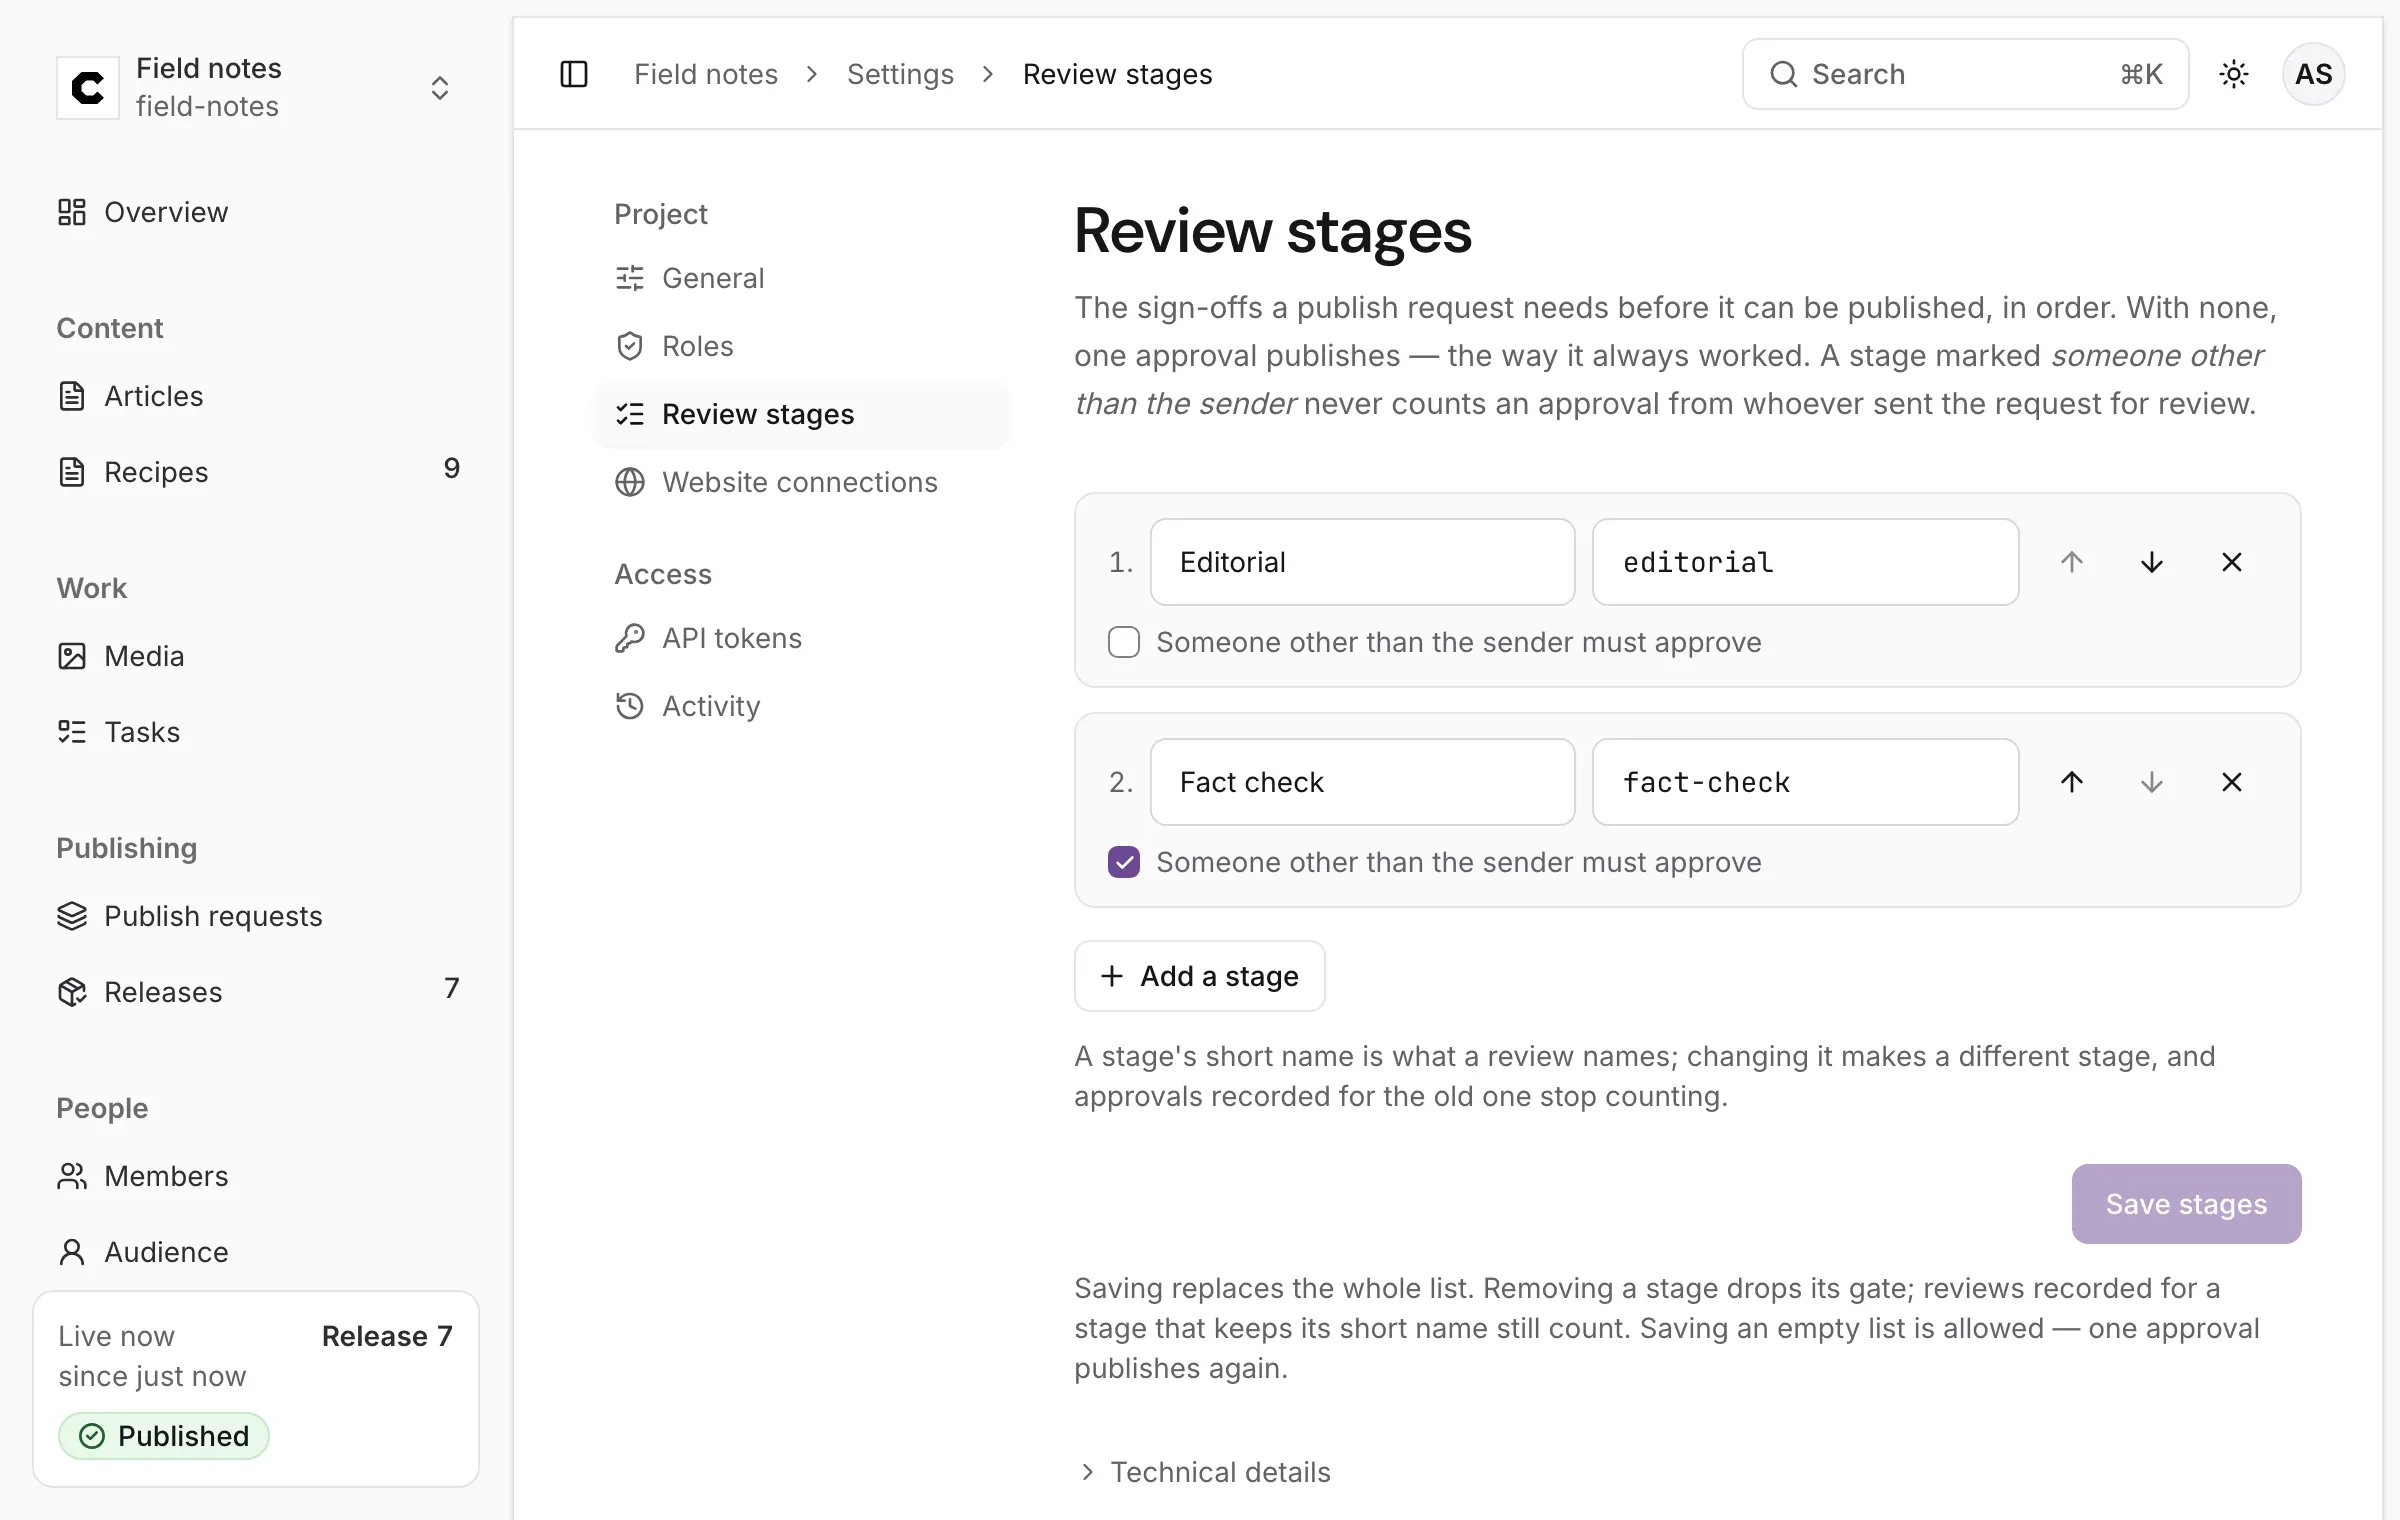 Field notes
field-notes
Overview
Content
Articles
Recipes 9
Work
Media
Tasks
Publishing
Publish requests
Releases 7
People
Members
Audience
Live now Release 7
since just now
Published
Field notes > Settings > Review stages
Search ⌘K
AS
Project
General
Roles
Review stages
Website connections
Access
API tokens
Activity
Review stages
The sign-offs a publish request needs before it can be published, in order. With none,
one approval publishes — the way it always worked. A stage marked someone other
than the sender never counts an approval from whoever sent the request for review.
1. Editorial editorial
Someone other than the sender must approve
2. Fact check fact-check
Someone other than the sender must approve
Add a stage
A stage's short name is what a review names; changing it makes a different stage, and
approvals recorded for the old one stop counting.
Save stages
Saving replaces the whole list. Removing a stage drops its gate; reviews recorded for a
stage that keeps its short name still count. Saving an empty list is allowed — one approval
publishes again.
Technical details